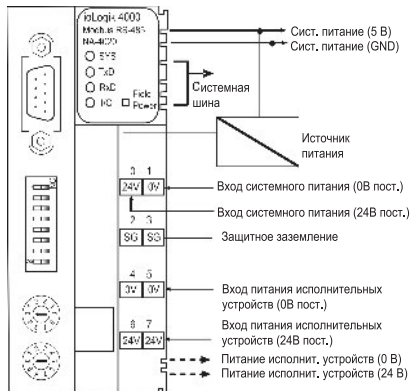 ioLogik 4000
Modbus RS-485
NA-4020
SYS
TxD
RxD
I/O
Field
Power
Сист. питание (5 В)
Сист. питание (GND)
Системная
шина
Источник
питания
0 1
24V 0V
Вход системного питания (0В пост.)
Вход системного питания (24В пост.)
2 3
SG SG
Защитное заземление
4 5
0V 0V
Вход питания исполнительных
устройств (0В пост.)
6 7
24V 24V
Вход питания исполнительных
устройств (24В пост.)
Питание исполнит. устройств (0 В)
Питание исполнит. устройств (24 В)